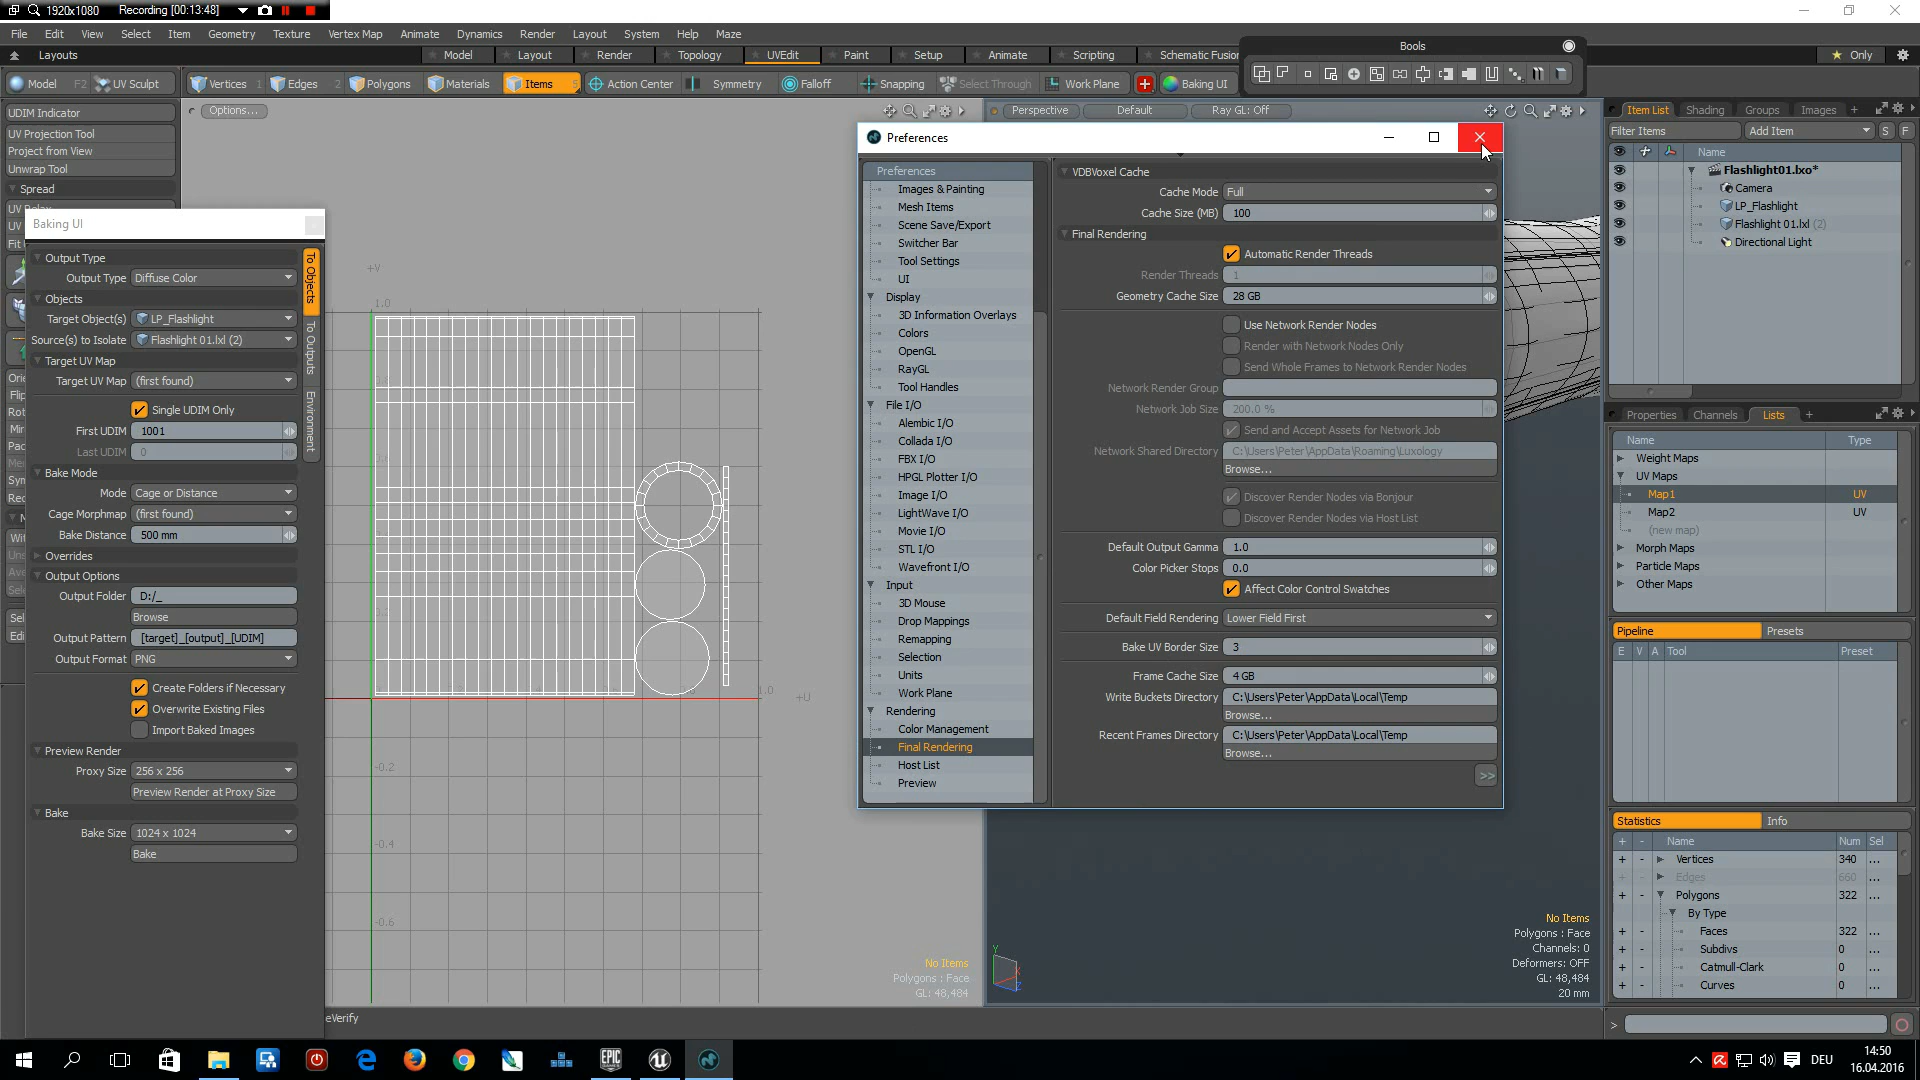 1920x1080 Recording [00:13:48]
File Edit View Select Item Geometry Texture Vertex Map Animate Dynamics Render Layout System Help Maze
Layouts Model Layout Render Topology UVEdit Paint Setup Animate Scripting Schematic Fusion Only
Bools
Model F2 UV Sculpt Vertices 1 Edges 2 Polygons Materials Items 5 Action Center Symmetry Falloff Snapping Select Through Work Plane Baking UI
UDIM Indicator
UV Projection Tool
Project from View
Unwrap Tool
Spread
Options...
Baking UI
Output Type
Output Type Diffuse Color
Objects
Target Object(s) LP_Flashlight
Source(s) to Isolate Flashlight 01.lxl (2)
Target UV Map
Target UV Map (first found)
Single UDIM Only
First UDIM 1001
Last UDIM 0
Bake Mode
Mode Cage or Distance
Cage Morphmap (first found)
Bake Distance 500 mm
Overrides
Output Options
Output Folder D:/_
Browse
Output Pattern [target]_[output]_[UDIM]
Output Format PNG
Create Folders if Necessary
Overwrite Existing Files
Import Baked Images
Preview Render
Proxy Size 256 x 256
Preview Render at Proxy Size
Bake
Bake Size 1024 x 1024
Bake
To Objects
To Outputs
Environment
+V
1.0
1.0 +U
-0.2
-0.4
-0.6
No Items
Polygons : Face
GL: 48,484
eVerify
Perspective Default Ray GL: Off
Preferences
Preferences
Images & Painting
Mesh Items
Scene Save/Export
Switcher Bar
Tool Settings
UI
Display
3D Information Overlays
Colors
OpenGL
RayGL
Tool Handles
File I/O
Alembic I/O
Collada I/O
FBX I/O
HPGL Plotter I/O
Image I/O
LightWave I/O
Movie I/O
STL I/O
Wavefront I/O
Input
3D Mouse
Drop Mappings
Remapping
Selection
Units
Work Plane
Rendering
Color Management
Final Rendering
Host List
Preview
VDBVoxel Cache
Cache Mode Full
Cache Size (MB) 100
Final Rendering
Automatic Render Threads
Render Threads 1
Geometry Cache Size 28 GB
Use Network Render Nodes
Render with Network Nodes Only
Send Whole Frames to Network Render Nodes
Network Render Group
Network Job Size 200.0 %
Send and Accept Assets for Network Job
Network Shared Directory C:\Users\Peter\AppData\Roaming\Luxology
Browse...
Discover Render Nodes via Bonjour
Discover Render Nodes via Host List
Default Output Gamma 1.0
Color Picker Stops 0.0
Affect Color Control Swatches
Default Field Rendering Lower Field First
Bake UV Border Size 3
Frame Cache Size 4 GB
Write Buckets Directory C:\Users\Peter\AppData\Local\Temp
Browse...
Recent Frames Directory C:\Users\Peter\AppData\Local\Temp
Browse...
>>
No Items
Polygons : Face
Channels: 0
Deformers: OFF
GL: 48,484
20 mm
Item List Shading Groups Images +
Filter Items Add Item S F
Name
Flashlight01.lxo*
Camera
LP_Flashlight
Flashlight 01.lxl (2)
Directional Light
Properties Channels Lists +
Name Type
Weight Maps
UV Maps
Map1 UV
Map2 UV
(new map)
Morph Maps
Particle Maps
Other Maps
Pipeline Presets
E V A Tool Preset
Statistics Info
+ - Name Num Sel
+ - Vertices 340 ...
+ - Edges 660 ...
+ - Polygons 322 ...
By Type
+ - Faces 322 ...
+ - Subdivs 0 ...
+ - Catmull-Clark 0 ...
+ - Curves 0 ...
>
EPIC GAMES
DEU
14:50
16.04.2016